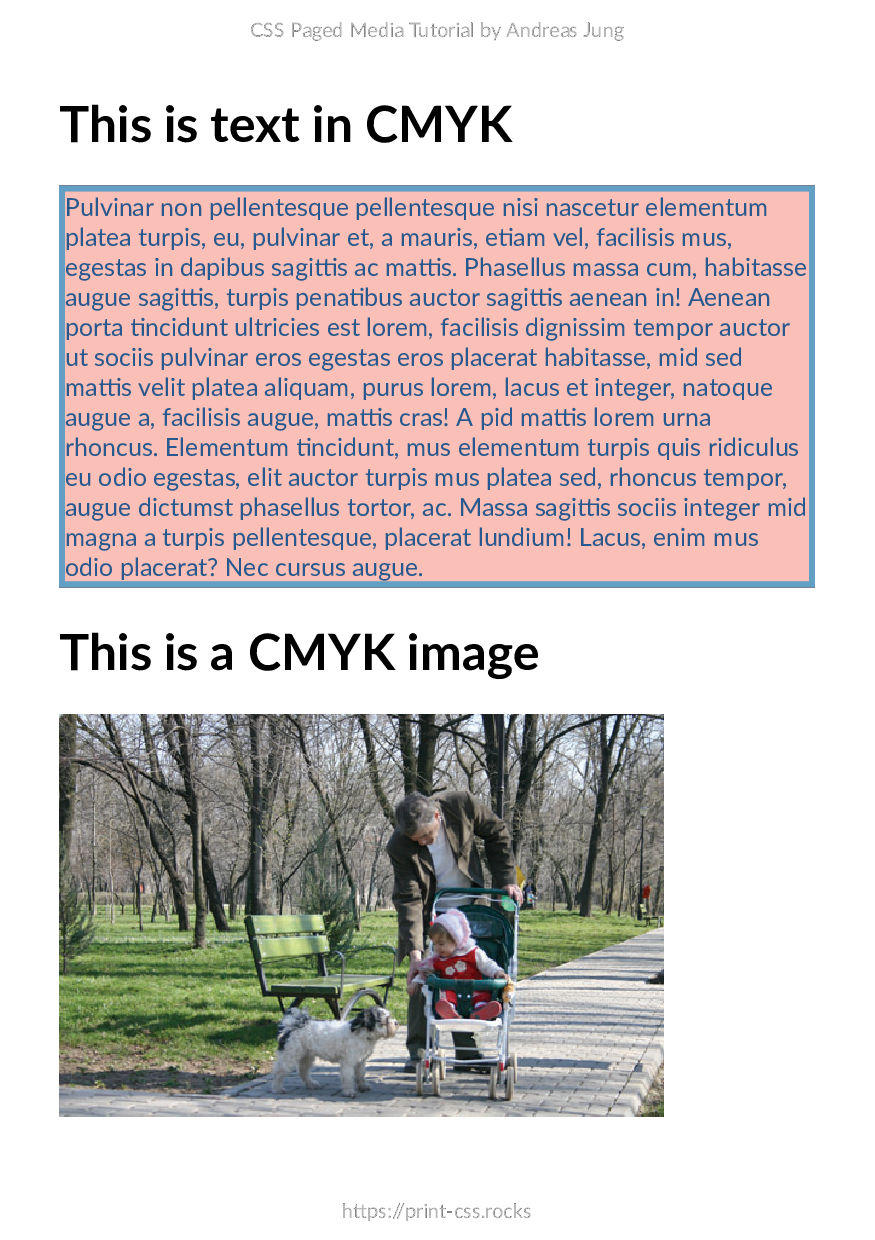 CSS Paged Media Tutorial by Andreas Jung
This is text in CMYK
Pulvinar non pellentesque pellentesque nisi nascetur elementum
platea turpis, eu, pulvinar et, a mauris, etiam vel, facilisis mus,
egestas in dapibus sagittis ac mattis. Phasellus massa cum, habitasse
augue sagittis, turpis penatibus auctor sagittis aenean in! Aenean
porta tincidunt ultricies est lorem, facilisis dignissim tempor auctor
ut sociis pulvinar eros egestas eros placerat habitasse, mid sed
mattis velit platea aliquam, purus lorem, lacus et integer, natoque
augue a, facilisis augue, mattis cras! A pid mattis lorem urna
rhoncus. Elementum tincidunt, mus elementum turpis quis ridiculus
eu odio egestas, elit auctor turpis mus platea sed, rhoncus tempor,
augue dictumst phasellus tortor, ac. Massa sagittis sociis integer mid
magna a turpis pellentesque, placerat lundium! Lacus, enim mus
odio placerat? Nec cursus augue.
This is a CMYK image
https://print-css.rocks